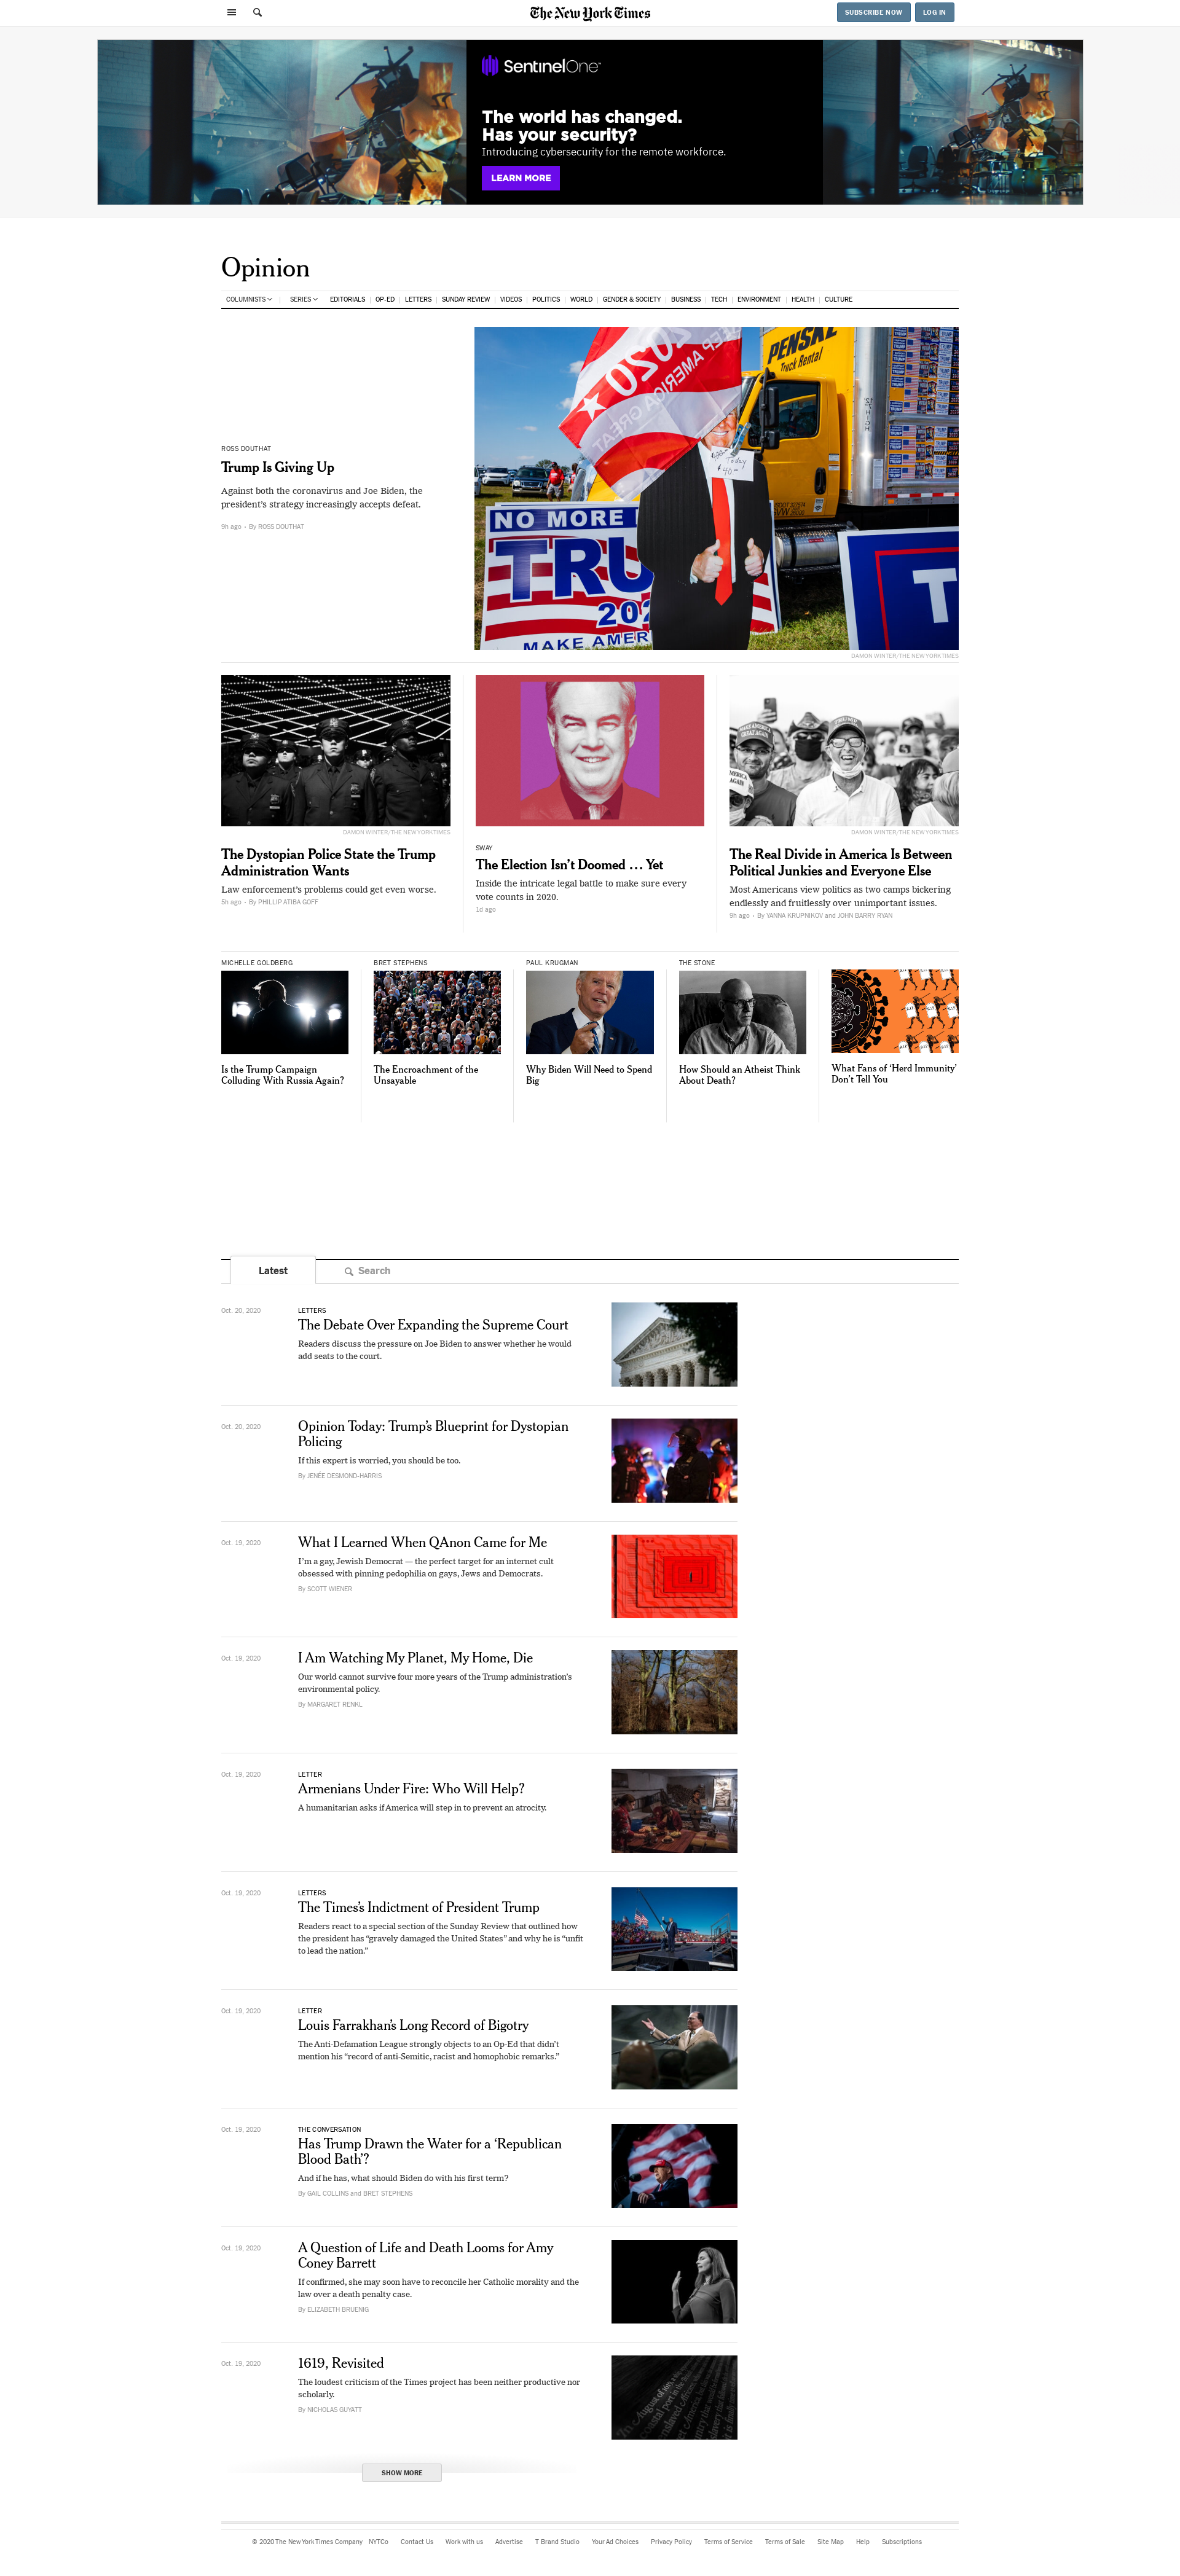 The New York Times
SUBSCRIBE NOW
LOG IN
SentinelOne
The world has changed.
Has your security?
Introducing cybersecurity for the remote workforce.
LEARN MORE
Opinion
COLUMNISTS
SERIES
EDITORIALS
OP-ED
LETTERS
SUNDAY REVIEW
VIDEOS
POLITICS
WORLD
GENDER & SOCIETY
BUSINESS
TECH
ENVIRONMENT
HEALTH
CULTURE
ROSS DOUTHAT
Trump Is Giving Up
Against both the coronavirus and Joe Biden, the
president's strategy increasingly accepts defeat.
9h ago • By ROSS DOUTHAT
2020
PENSKE
Truck Rental
NO MORE
TRU
202
MAKE AMER
T
DAMON WINTER/THE NEW YORK TIMES
DAMON WINTER/THE NEW YORK TIMES
The Dystopian Police State the Trump
Administration Wants
Law enforcement's problems could get even worse.
5h ago • By PHILLIP ATIBA GOFF
SWAY
The Election Isn't Doomed … Yet
Inside the intricate legal battle to make sure every
vote counts in 2020.
1d ago
DAMON WINTER/THE NEW YORK TIMES
The Real Divide in America Is Between
Political Junkies and Everyone Else
Most Americans view politics as two camps bickering
endlessly and fruitlessly over unimportant issues.
9h ago • By YANNA KRUPNIKOV and JOHN BARRY RYAN
MICHELLE GOLDBERG
Is the Trump Campaign
Colluding With Russia Again?
BRET STEPHENS
The Encroachment of the
Unsayable
PAUL KRUGMAN
Why Biden Will Need to Spend
Big
THE STONE
How Should an Atheist Think
About Death?
What Fans of ‘Herd Immunity’
Don't Tell You
Latest
Search
Oct. 20, 2020
LETTERS
The Debate Over Expanding the Supreme Court
Readers discuss the pressure on Joe Biden to answer whether he would
add seats to the court.
Oct. 20, 2020
Opinion Today: Trump's Blueprint for Dystopian
Policing
If this expert is worried, you should be too.
By JENÉE DESMOND-HARRIS
Oct. 19, 2020
What I Learned When QAnon Came for Me
I'm a gay, Jewish Democrat — the perfect target for an internet cult
obsessed with pinning pedophilia on gays, Jews and Democrats.
By SCOTT WIENER
Oct. 19, 2020
I Am Watching My Planet, My Home, Die
Our world cannot survive four more years of the Trump administration's
environmental policy.
By MARGARET RENKL
Oct. 19, 2020
LETTER
Armenians Under Fire: Who Will Help?
A humanitarian asks if America will step in to prevent an atrocity.
Oct. 19, 2020
LETTERS
The Times's Indictment of President Trump
Readers react to a special section of the Sunday Review that outlined how
the president has “gravely damaged the United States” and why he is “unfit
to lead the nation.”
Oct. 19, 2020
LETTER
Louis Farrakhan's Long Record of Bigotry
The Anti-Defamation League strongly objects to an Op-Ed that didn't
mention his “record of anti-Semitic, racist and homophobic remarks.”
Oct. 19, 2020
THE CONVERSATION
Has Trump Drawn the Water for a ‘Republican
Blood Bath’?
And if he has, what should Biden do with his first term?
By GAIL COLLINS and BRET STEPHENS
Oct. 19, 2020
A Question of Life and Death Looms for Amy
Coney Barrett
If confirmed, she may soon have to reconcile her Catholic morality and the
law over a death penalty case.
By ELIZABETH BRUENIG
Oct. 19, 2020
1619, Revisited
The loudest criticism of the Times project has been neither productive nor
scholarly.
By NICHOLAS GUYATT
SHOW MORE
© 2020 The New York Times Company
NYTCo
Contact Us
Work with us
Advertise
T Brand Studio
Your Ad Choices
Privacy Policy
Terms of Service
Terms of Sale
Site Map
Help
Subscriptions